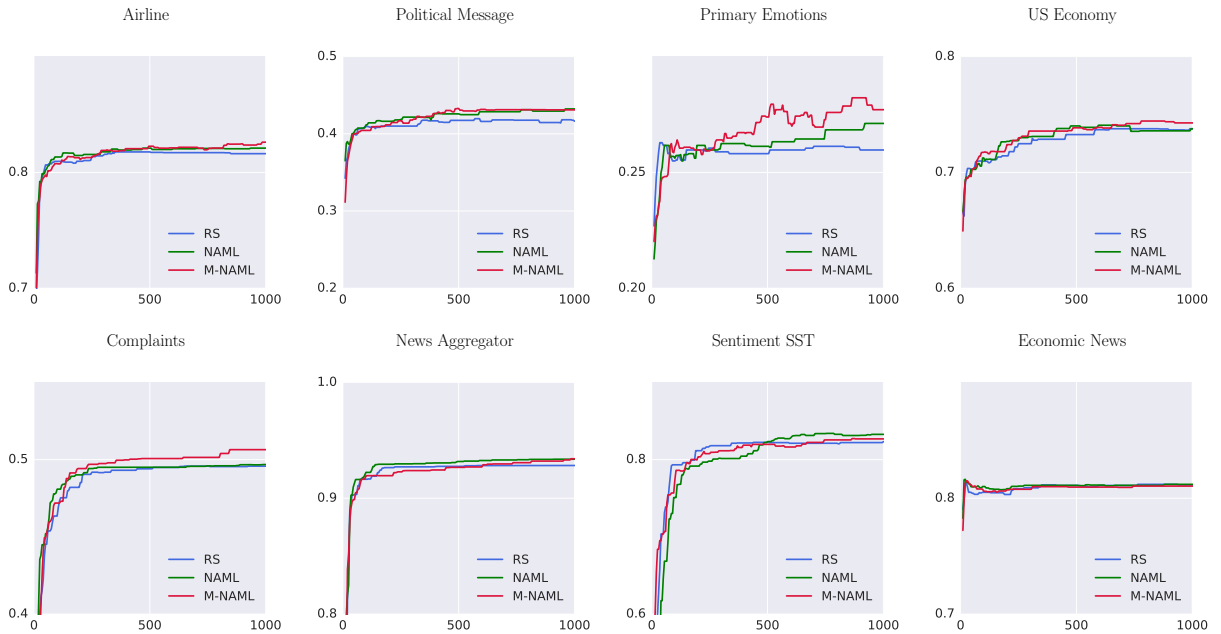 Airline
0.8
0.7
0
500
1000
RS
NAML
M-NAML
Political Message
0.5
0.4
0.3
0.2
0
500
1000
RS
NAML
M-NAML
Primary Emotions
0.25
0.20
0
500
1000
RS
NAML
M-NAML
US Economy
0.8
0.7
0.6
0
500
1000
RS
NAML
M-NAML
Complaints
0.5
0.4
0
500
1000
RS
NAML
M-NAML
News Aggregator
1.0
0.9
0.8
0
500
1000
RS
NAML
M-NAML
Sentiment SST
0.8
0.6
0
500
1000
RS
NAML
M-NAML
Economic News
0.8
0.7
0
500
1000
RS
NAML
M-NAML